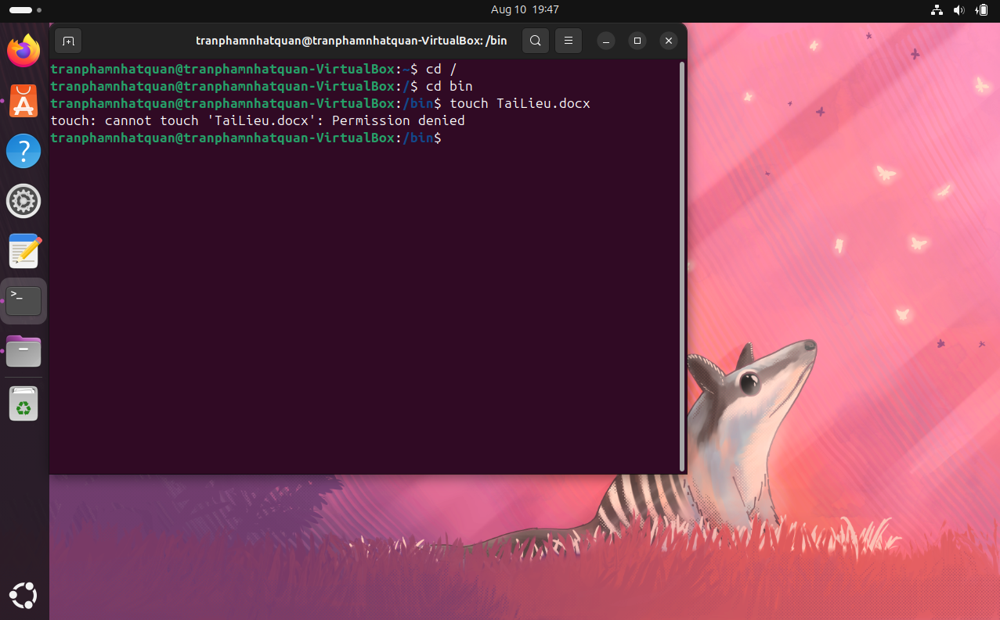 Aug 10 19:47
tranphamnhatquan@tranphamnhatquan-VirtualBox: /bin
tranphamnhatquan@tranphamnhatquan-VirtualBox:~$ cd /
tranphamnhatquan@tranphamnhatquan-VirtualBox:/$ cd bin
tranphamnhatquan@tranphamnhatquan-VirtualBox:/bin$ touch TaiLieu.docx
touch: cannot touch 'TaiLieu.docx': Permission denied
tranphamnhatquan@tranphamnhatquan-VirtualBox:/bin$